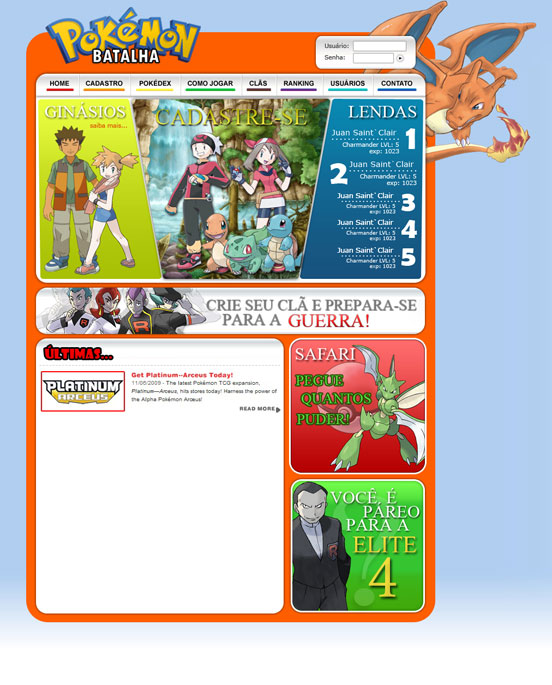 POKéMON
BATALHA
Usuário:
Senha:
HOME CADASTRO POKÉDEX COMO JOGAR CLÃS RANKING USUÁRIOS CONTATO
GINÁSIOS
saiba mais...
CADASTRE-SE
LENDAS
Juan Saint`Clair
Charmander LVL: 5
exp: 1023
1
Juan Saint`Clair
Charmander LVL: 5
exp: 1023
2
Juan Saint`Clair
Charmander LVL: 5
exp: 1023
3
Juan Saint`Clair
Charmander LVL: 5
exp: 1023
4
Juan Saint`Clair
Charmander LVL: 5
exp: 1023
5
R
CRIE SEU CLÃ E PREPARA-SE
PARA A GUERRA!
ÚLTIMAS...
PLATINUM
ARCEUS
Get Platinum--Arceus Today!
11/06/2009 - The latest Pokémon TCG expansion,
Platinum—Arceus, hits stores today! Harness the power of
the Alpha Pokémon Arceus!
READ MORE
SAFARI
PEGUE
QUANTOS
PUDER!
VOCÊ, É
PÁREO
PARA A
ELITE
4